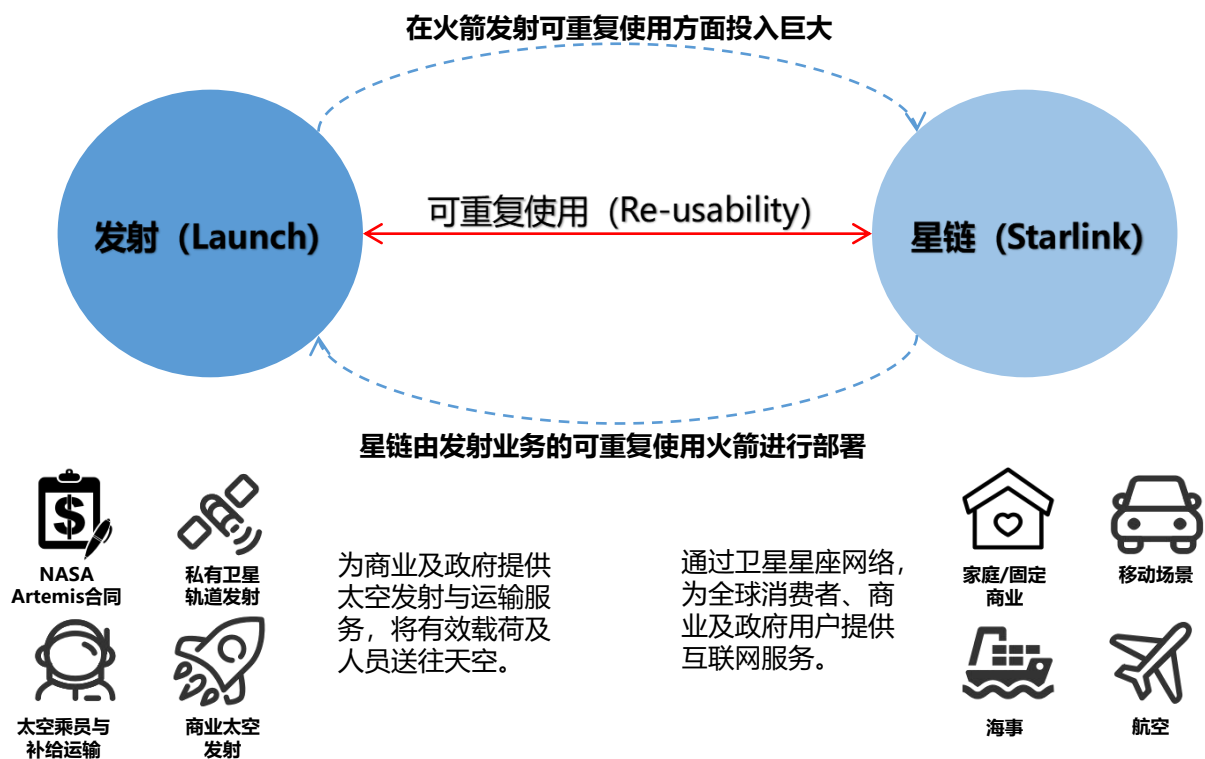 在火箭发射可重复使用方面投入巨大
发射（Launch）
可重复使用（Re-usability）
星链（Starlink）
星链由发射业务的可重复使用火箭进行部署
NASA
Artemis合同
私有卫星
轨道发射
太空乘员与
补给运输
商业太空
发射
为商业及政府提供
太空发射与运输服
务，将有效载荷及
人员送往天空。
通过卫星星座网络，
为全球消费者、商
业及政府用户提供
互联网服务。
家庭/固定
商业
移动场景
海事
航空